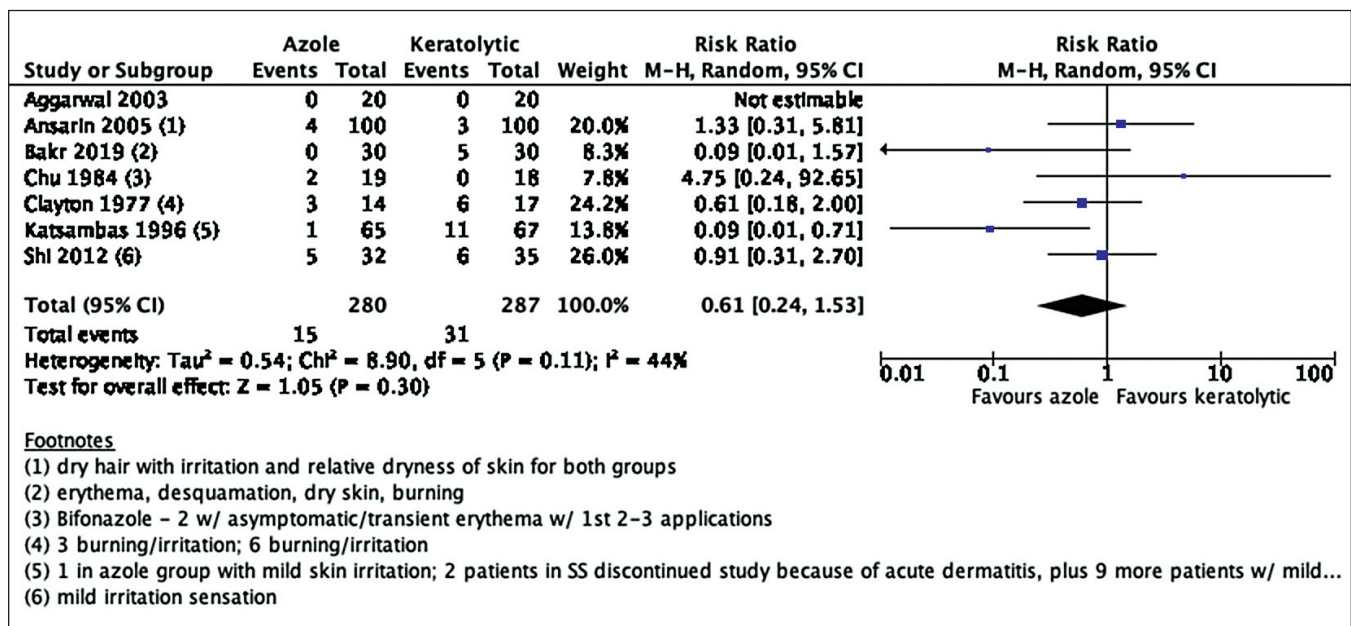 Azole Keratolytic Risk Ratio Risk Ratio
Study or Subgroup Events Total Events Total Weight M-H, Random, 95% CI M-H, Random, 95% CI
Aggarwal 2003 0 20 0 20 Not estimable
Ansarin 2005 (1) 4 100 3 100 20.0% 1.33 [0.31, 5.81]
Bakr 2019 (2) 0 30 5 30 8.3% 0.09 [0.01, 1.57]
Chu 1984 (3) 2 19 0 18 7.8% 4.75 [0.24, 92.65]
Clayton 1977 (4) 3 14 6 17 24.2% 0.61 [0.18, 2.00]
Katsambas 1996 (5) 1 65 11 67 13.8% 0.09 [0.01, 0.71]
Shi 2012 (6) 5 32 6 35 26.0% 0.91 [0.31, 2.70]
Total (95% CI) 280 287 100.0% 0.61 [0.24, 1.53]
Total events 15 31
Heterogeneity: Tau² = 0.54; Chi² = 8.90, df = 5 (P = 0.11); I² = 44%
Test for overall effect: Z = 1.05 (P = 0.30)
0.01 0.1 1 10 100
Favours azole Favours keratolytic
Footnotes
(1) dry hair with irritation and relative dryness of skin for both groups
(2) erythema, desquamation, dry skin, burning
(3) Bifonazole – 2 w/ asymptomatic/transient erythema w/ 1st 2–3 applications
(4) 3 burning/irritation; 6 burning/irritation
(5) 1 in azole group with mild skin irritation; 2 patients in SS discontinued study because of acute dermatitis, plus 9 more patients w/ mild...
(6) mild irritation sensation